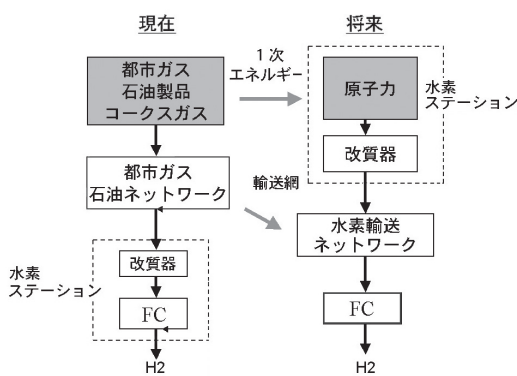 現在
都市ガス
石油製品
コークスガス
都市ガス
石油ネットワーク
水素
ステーション
改質器
FC
H2
1次
エネルギー
輸送網
将来
原子力
改質器
水素
ステーション
水素輸送
ネットワーク
FC
H2